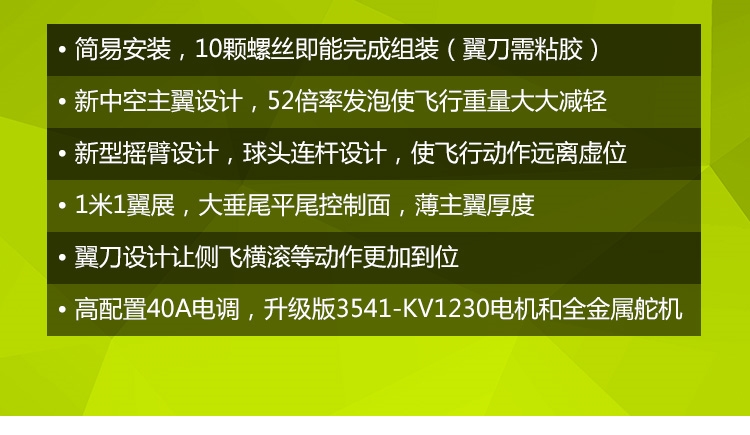 • 简易安装，10颗螺丝即能完成组装（翼刀需粘胶）
• 新中空主翼设计，52倍率发泡使飞行重量大大减轻
• 新型摇臂设计，球头连杆设计，使飞行动作远离虚位
• 1米1翼展，大垂尾平尾控制面，薄主翼厚度
• 翼刀设计让侧飞横滚等动作更加到位
• 高配置40A电调，升级版3541-KV1230电机和全金属舵机